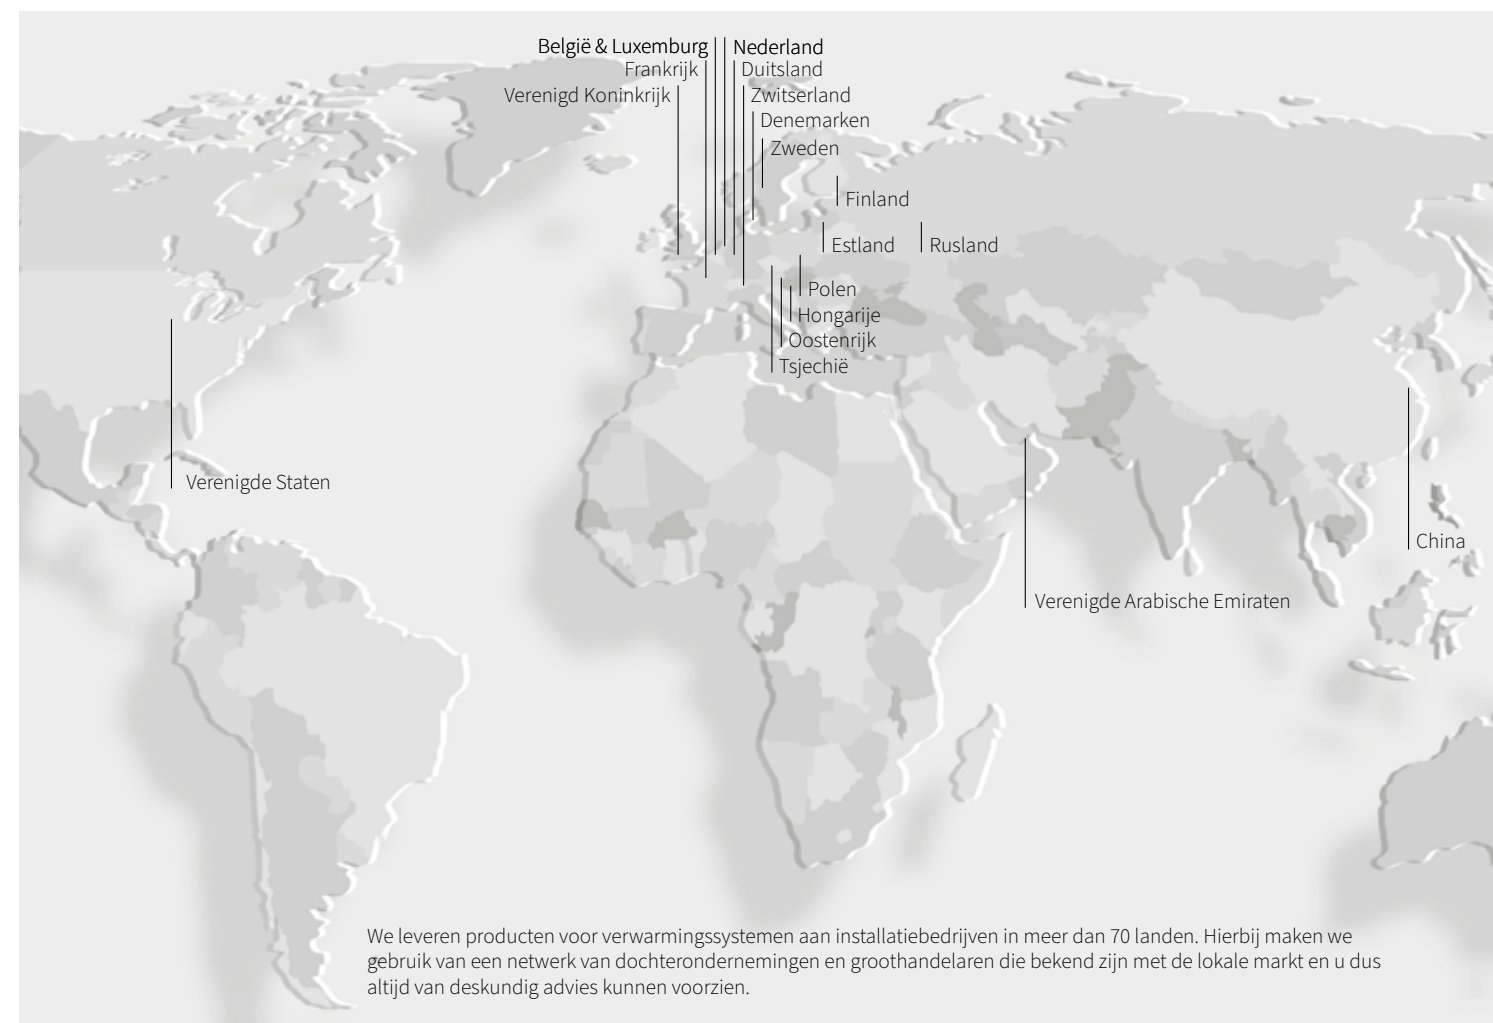 België & Luxemburg
Nederland
Frankrijk
Duitsland
Verenigd Koninkrijk
Zwitserland
Denemarken
Zweden
Finland
Estland
Rusland
Polen
Hongarije
Oostenrijk
Tsjechië
Verenigde Staten
China
Verenigde Arabische Emiraten
We leveren producten voor verwarmingssystemen aan installatiebedrijven in meer dan 70 landen. Hierbij maken we
gebruik van een netwerk van dochterondernemingen en groothandelaren die bekend zijn met de lokale markt en u dus
altijd van deskundig advies kunnen voorzien.